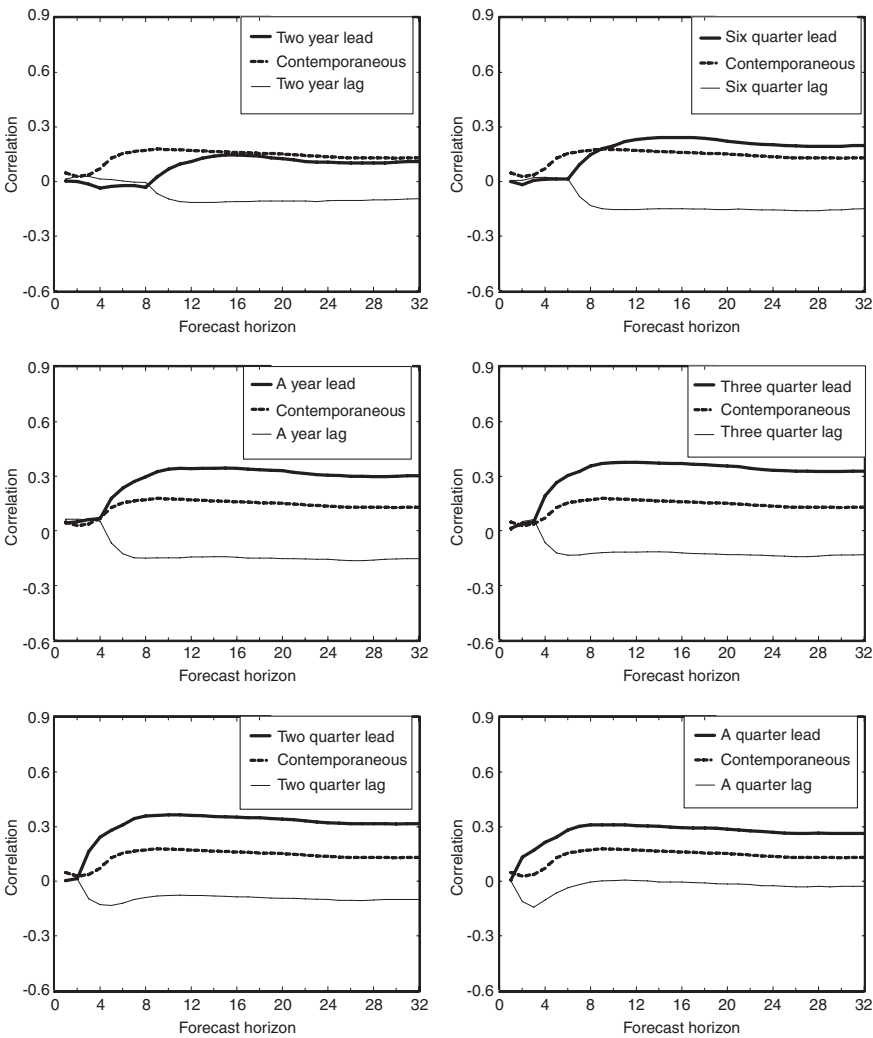 0.9
0.6
0.3
0
-0.3
-0.6
Correlation
Two year lead
Contemporaneous
Two year lag
0 4 8 12 16 20 24 28 32
Forecast horizon
0.9
0.6
0.3
0
-0.3
-0.6
Correlation
Six quarter lead
Contemporaneous
Six quarter lag
0 4 8 12 16 20 24 28 32
Forecast horizon
0.9
0.6
0.3
0
-0.3
-0.6
Correlation
A year lead
Contemporaneous
A year lag
0 4 8 12 16 20 24 28 32
Forecast horizon
0.9
0.6
0.3
0
-0.3
-0.6
Correlation
Three quarter lead
Contemporaneous
Three quarter lag
0 4 8 12 16 20 24 28 32
Forecast horizon
0.9
0.6
0.3
0
-0.3
-0.6
Correlation
Two quarter lead
Contemporaneous
Two quarter lag
0 4 8 12 16 20 24 28 32
Forecast horizon
0.9
0.6
0.3
0
-0.3
-0.6
Correlation
A quarter lead
Contemporaneous
A quarter lag
0 4 8 12 16 20 24 28 32
Forecast horizon